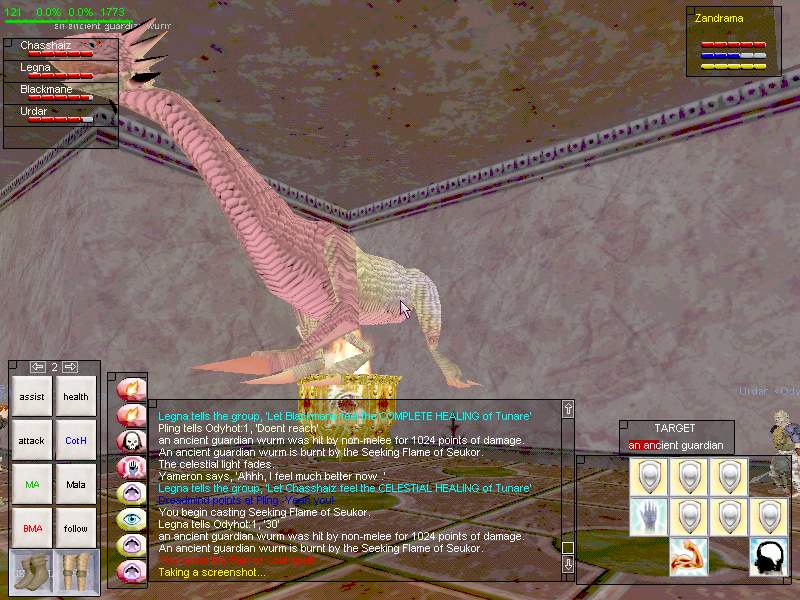 121 0.0% 0.0% 1773
an ancient guardian wurm
Zandrama
Chasshaiz
Legna
Blackmane
Urdar
2
assist health
attack CotH
MA Mala
BMA follow
Legna tells the group, 'Let Blackmane feel the COMPLETE HEALING of Tunare'
Pling tells Odyhot:1, 'Doent reach'
an ancient guardian wurm was hit by non-melee for 1024 points of damage.
An ancient guardian wurm is burnt by the Seeking Flame of Seukor.
The celestial light fades.
Yameron says, 'Ahhh, I feel much better now...'
Legna tells the group, 'Let Chasshaiz feel the CELESTIAL HEALING of Tunare'
Dreadmind points at Pling. Yeah you!
You begin casting Seeking Flame of Seukor.
Legna tells Odyhot:1, '30'
an ancient guardian wurm was hit by non-melee for 1024 points of damage.
An ancient guardian wurm is burnt by the Seeking Flame of Seukor.
Taking a screenshot...
TARGET
an ancient guardian
Urdar